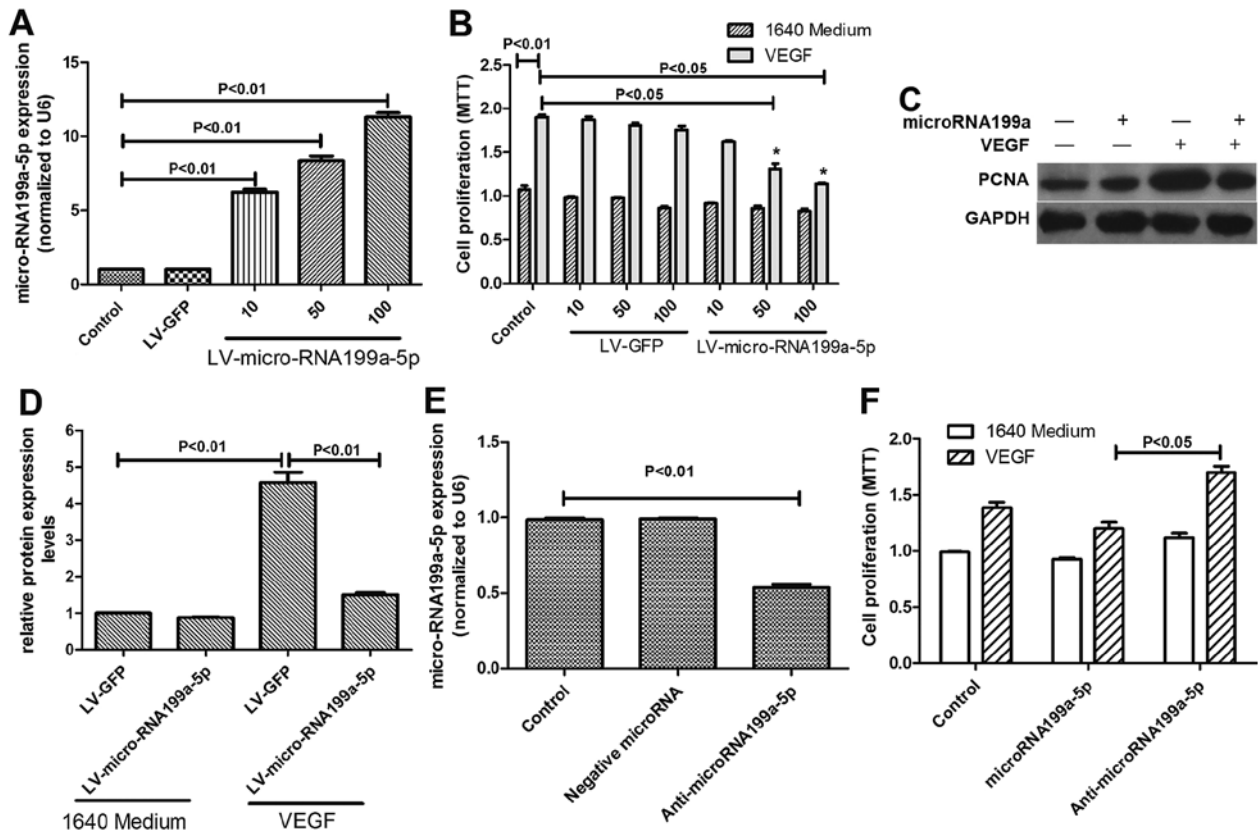 A
micro-RNA199a-5p expression
(normalized to U6)
15
10
5
0
P<0.01
P<0.01
P<0.01
Control
LV-GFP
10
50
100
LV-micro-RNA199a-5p
B
1640 Medium
VEGF
Cell proliferation (MTT)
2.5
2.0
1.5
1.0
0.5
0.0
P<0.01
P<0.05
P<0.05
*
*
Control
10
50
100
10
50
100
LV-GFP
LV-micro-RNA199a-5p
C
microRNA199a — + — +
VEGF — — + +
PCNA
GAPDH
D
relative protein expression
levels
6
5
4
3
2
1
0
P<0.01
P<0.01
LV-GFP
LV-micro-RNA199a-5p
LV-GFP
LV-micro-RNA199a-5p
1640 Medium
VEGF
E
micro-RNA199a-5p expression
(normalized to U6)
1.5
1.0
0.5
0.0
P<0.01
Control
Negative microRNA
Anti-microRNA199a-5p
F
1640 Medium
VEGF
Cell proliferation (MTT)
2.0
1.5
1.0
0.5
0.0
P<0.05
Control
microRNA199a-5p
Anti-microRNA199a-5p